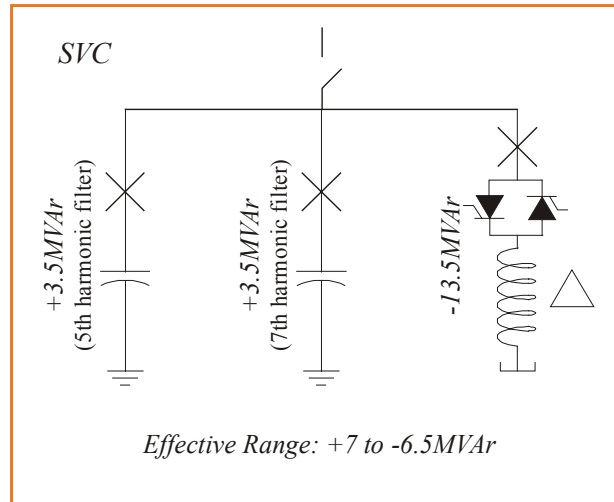 SVC
+3.5MVAr
(5th harmonic filter)
+3.5MVAr
(7th harmonic filter)
-13.5MVAr
Effective Range: +7 to -6.5MVAr